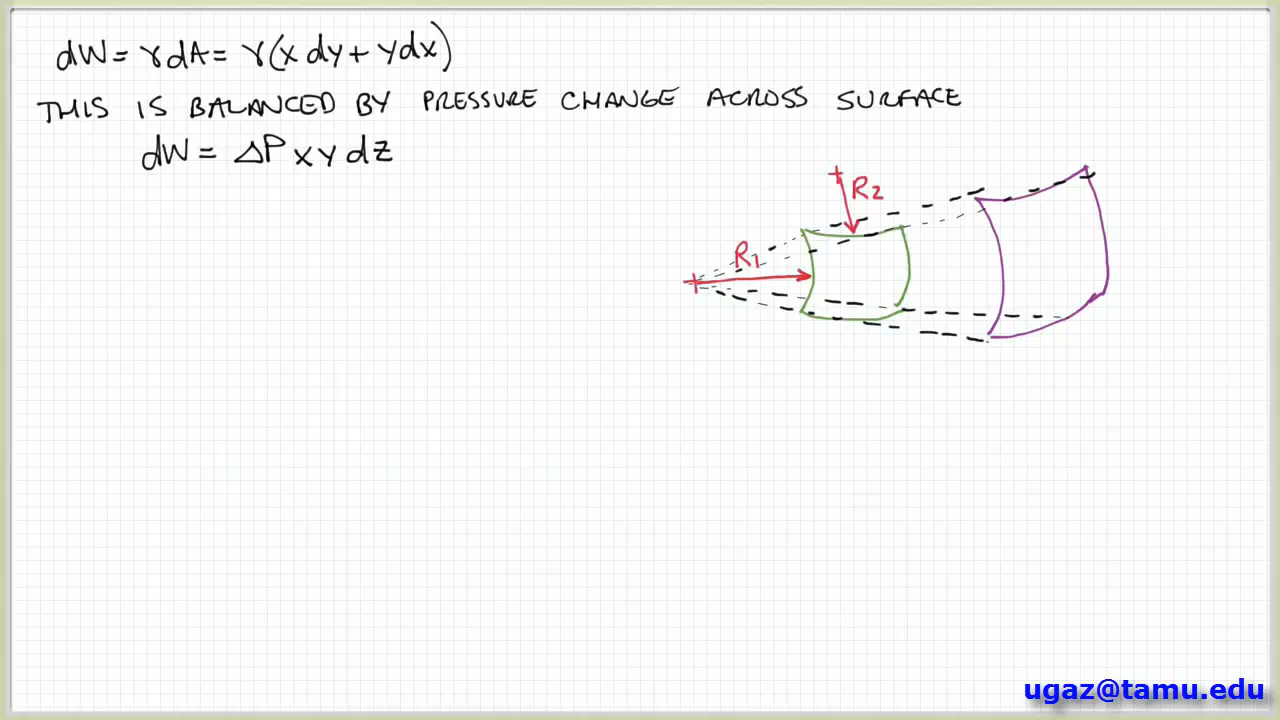 dW = γdA = γ(x dy + y dx)
THIS IS BALANCED BY PRESSURE CHANGE ACROSS SURFACE
dW = ΔP x y dz
R2
R1
ugaz@tamu.edu